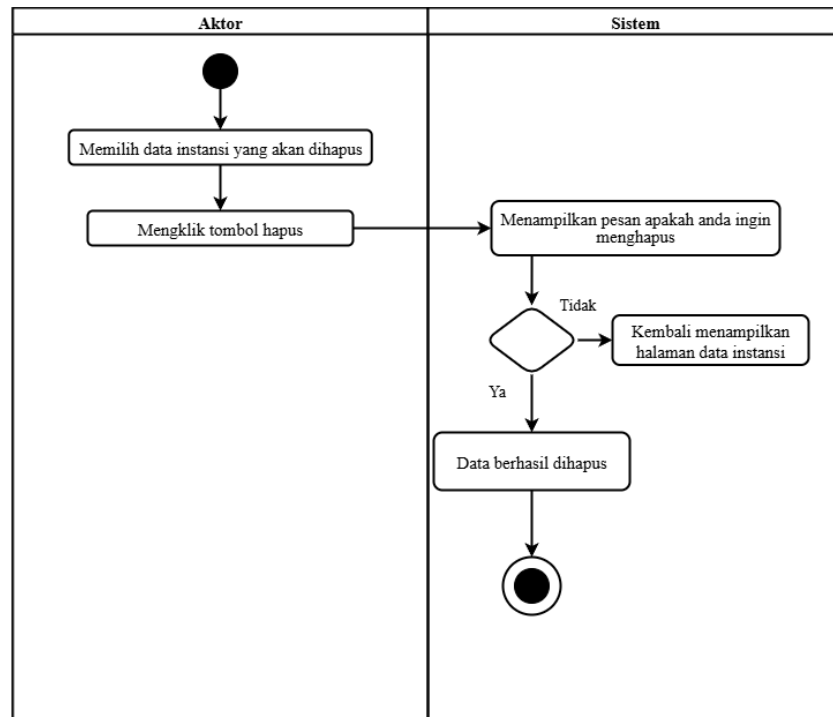 Aktor
Sistem
Memilih data instansi yang akan dihapus
Mengklik tombol hapus
Menampilkan pesan apakah anda ingin
menghapus
Tidak
Kembali menampilkan
halaman data instansi
Ya
Data berhasil dihapus